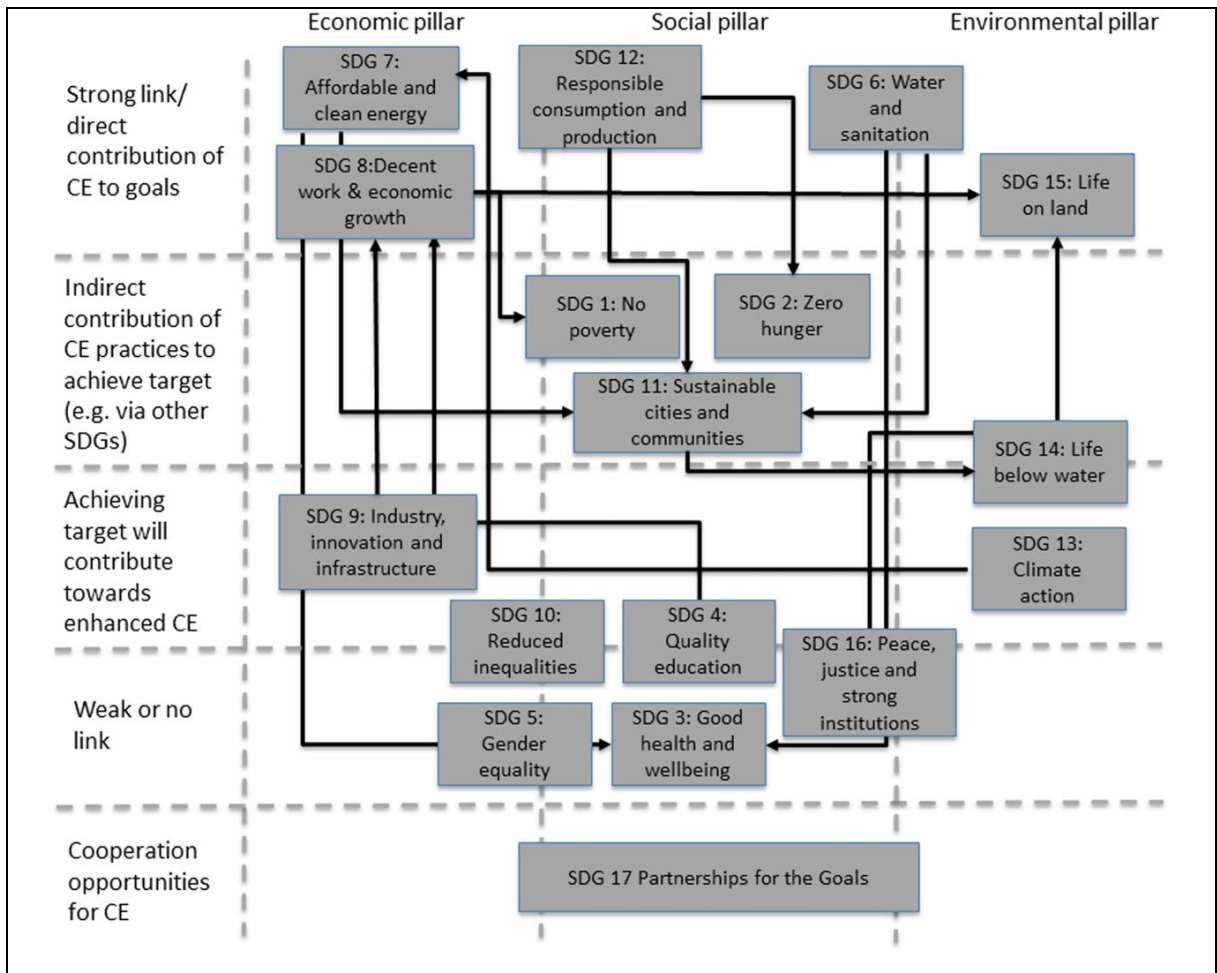 Economic pillar
Social pillar
Environmental pillar
Strong link/
direct
contribution of
CE to goals
SDG 7:
Affordable and
clean energy
SDG 12:
Responsible
consumption and
production
SDG 6: Water
and
sanitation
SDG 8:Decent
work & economic
growth
SDG 15: Life
on land
Indirect
contribution of
CE practices to
achieve target
(e.g. via other
SDGs)
SDG 1: No
poverty
SDG 2: Zero
hunger
SDG 11: Sustainable
cities and
communities
SDG 14: Life
below water
Achieving
target will
contribute
towards
enhanced CE
SDG 9: Industry,
innovation and
infrastructure
SDG 13:
Climate
action
SDG 10:
Reduced
inequalities
SDG 4:
Quality
education
SDG 16: Peace,
justice and
strong
institutions
Weak or no
link
SDG 5:
Gender
equality
SDG 3: Good
health and
wellbeing
Cooperation
opportunities
for CE
SDG 17 Partnerships for the Goals